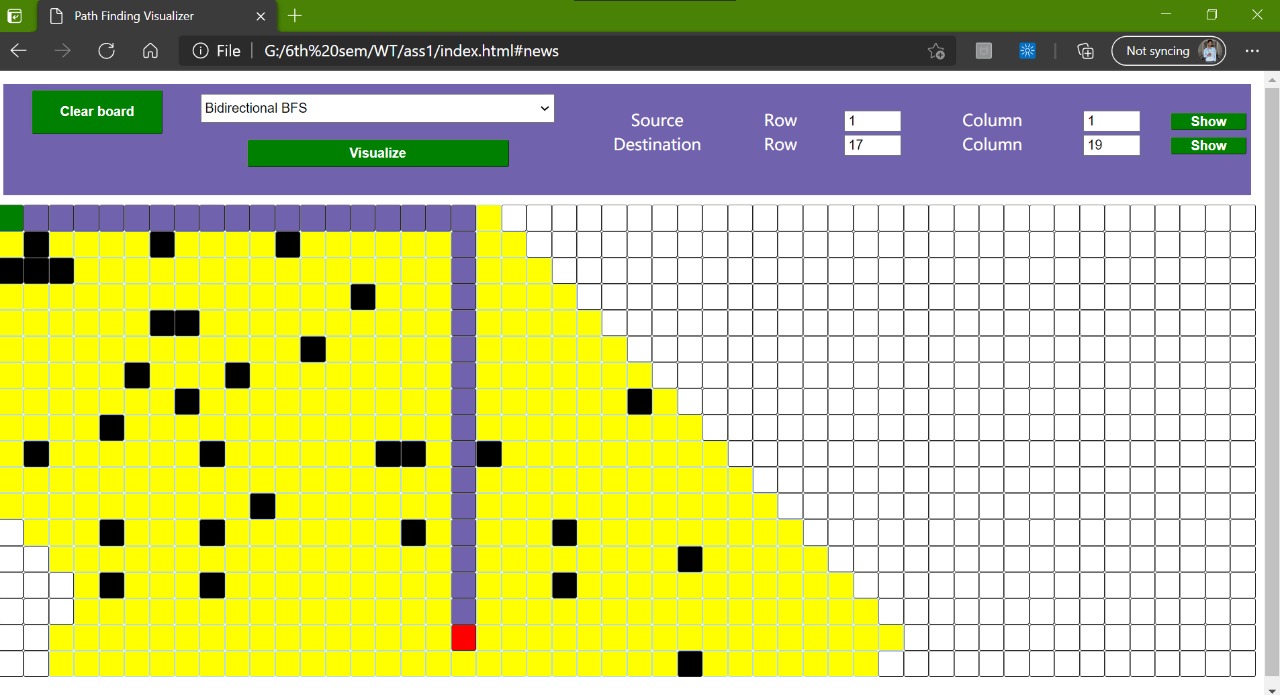 Path Finding Visualizer
File G:/6th%20sem/WT/ass1/index.html#news Not syncing
Clear board
Bidirectional BFS
Visualize
Source Row 1 Column 1 Show
Destination Row 17 Column 19 Show